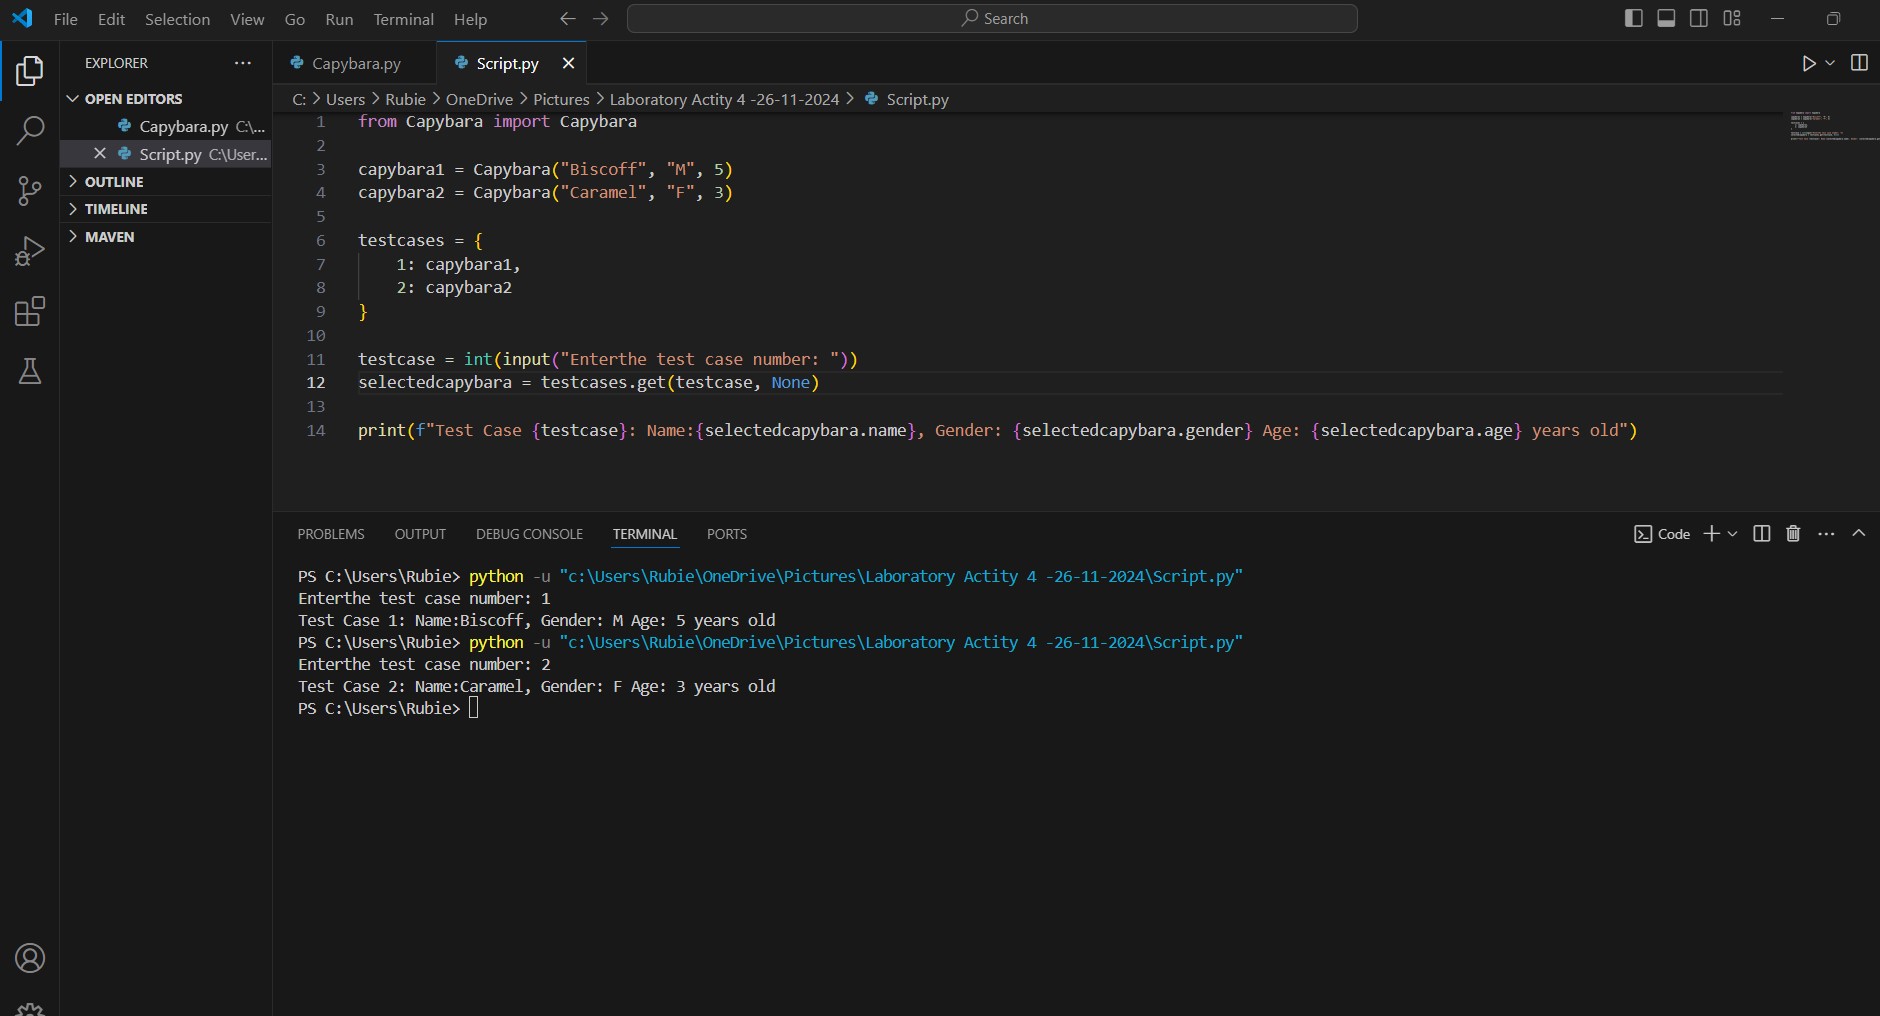 File Edit Selection View Go Run Terminal Help
Search
EXPLORER
OPEN EDITORS
Capybara.py C:\...
Script.py C:\User...
OUTLINE
TIMELINE
MAVEN
Capybara.py
Script.py
C: > Users > Rubie > OneDrive > Pictures > Laboratory Actity 4 -26-11-2024 > Script.py
1 from Capybara import Capybara
2
3 capybara1 = Capybara("Biscoff", "M", 5)
4 capybara2 = Capybara("Caramel", "F", 3)
5
6 testcases = {
7     1: capybara1,
8     2: capybara2
9 }
10
11 testcase = int(input("Enterthe test case number: "))
12 selectedcapybara = testcases.get(testcase, None)
13
14 print(f"Test Case {testcase}: Name:{selectedcapybara.name}, Gender: {selectedcapybara.gender} Age: {selectedcapybara.age} years old")
PROBLEMS OUTPUT DEBUG CONSOLE TERMINAL PORTS
Code
PS C:\Users\Rubie> python -u "c:\Users\Rubie\OneDrive\Pictures\Laboratory Actity 4 -26-11-2024\Script.py"
Enterthe test case number: 1
Test Case 1: Name:Biscoff, Gender: M Age: 5 years old
PS C:\Users\Rubie> python -u "c:\Users\Rubie\OneDrive\Pictures\Laboratory Actity 4 -26-11-2024\Script.py"
Enterthe test case number: 2
Test Case 2: Name:Caramel, Gender: F Age: 3 years old
PS C:\Users\Rubie>